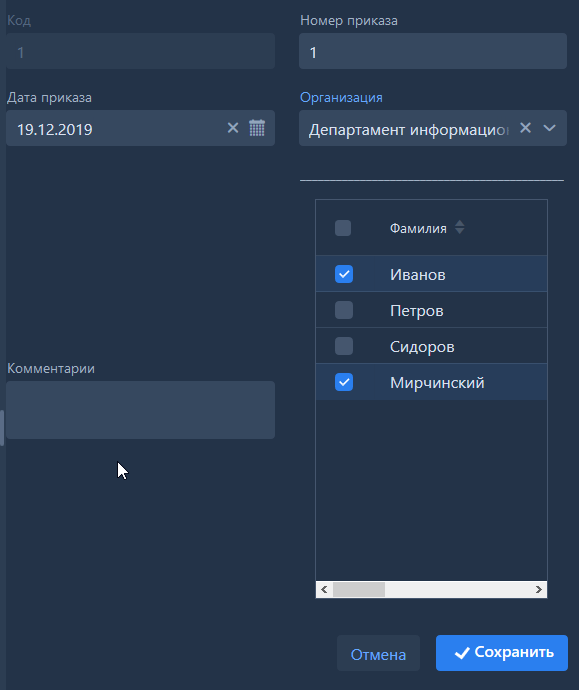 Код
Номер приказа
1
1
Дата приказа
Организация
19.12.2019
Департамент информацио
Фамилия
Иванов
Петров
Сидоров
Мирчинский
Комментарии
Отмена
Сохранить